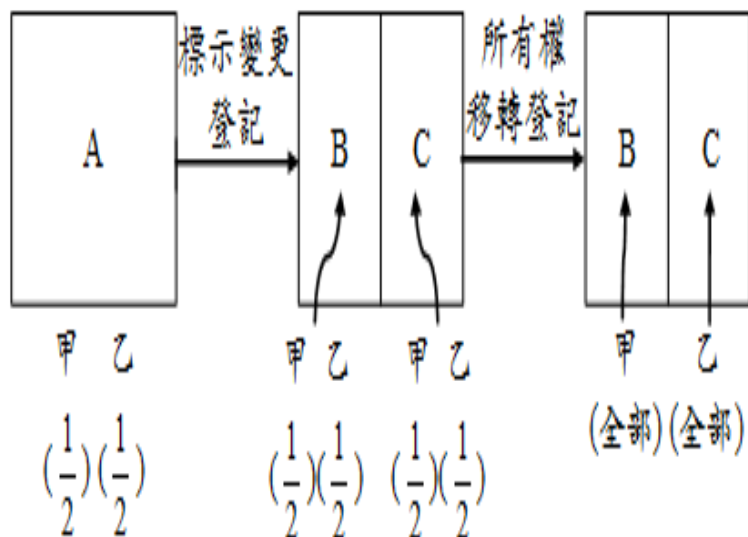 標示變更
登記
所有權
移轉登記
A
B
C
B
C
甲 乙
(1/2)(1/2)
甲 乙
(1/2)(1/2)
甲 乙
(1/2)(1/2)
甲
(全部)
乙
(全部)